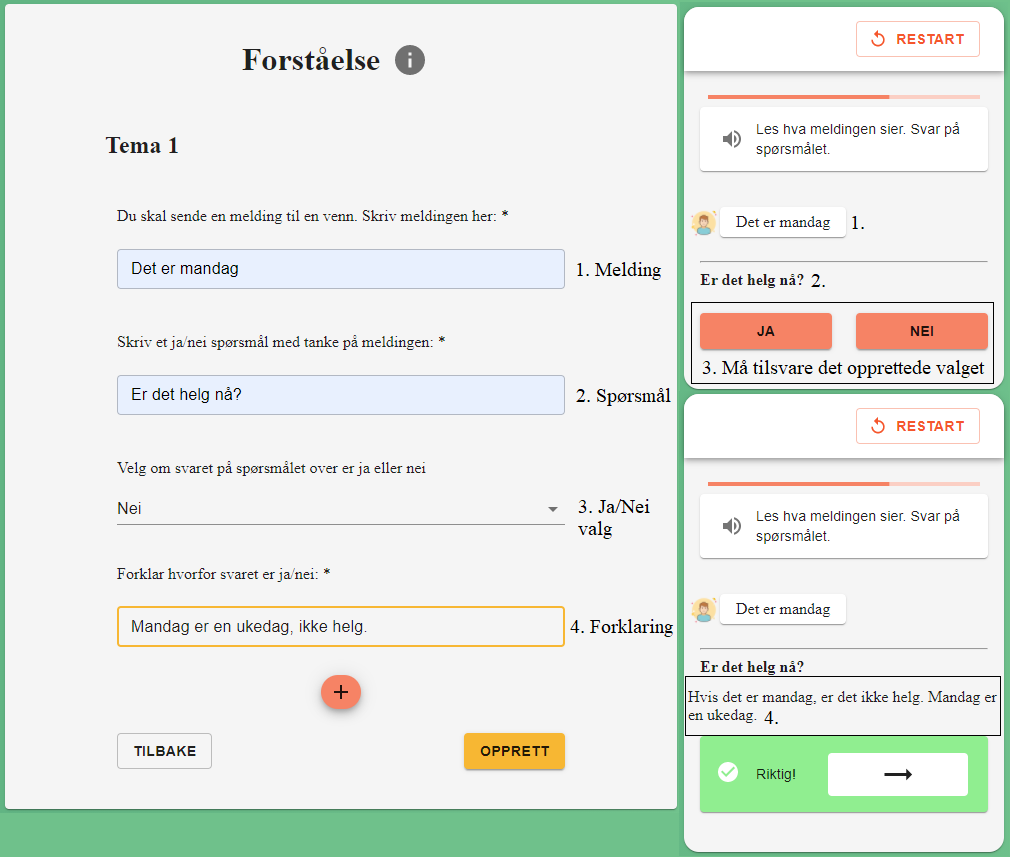 Forståelse
Tema 1
Du skal sende en melding til en venn. Skriv meldingen her: *
Det er mandag
1. Melding
Skriv et ja/nei spørsmål med tanke på meldingen: *
Er det helg nå?
2. Spørsmål
Velg om svaret på spørsmålet over er ja eller nei
Nei
3. Ja/Nei
valg
Forklar hvorfor svaret er ja/nei: *
Mandag er en ukedag, ikke helg.
4. Forklaring
+
TILBAKE
OPPRETT
RESTART
Les hva meldingen sier. Svar på
spørsmålet.
Det er mandag
1.
Er det helg nå? 2.
JA
NEI
3. Må tilsvare det opprettede valget
RESTART
Les hva meldingen sier. Svar på
spørsmålet.
Det er mandag
Er det helg nå?
Hvis det er mandag, er det ikke helg. Mandag er
en ukedag. 4.
Riktig!